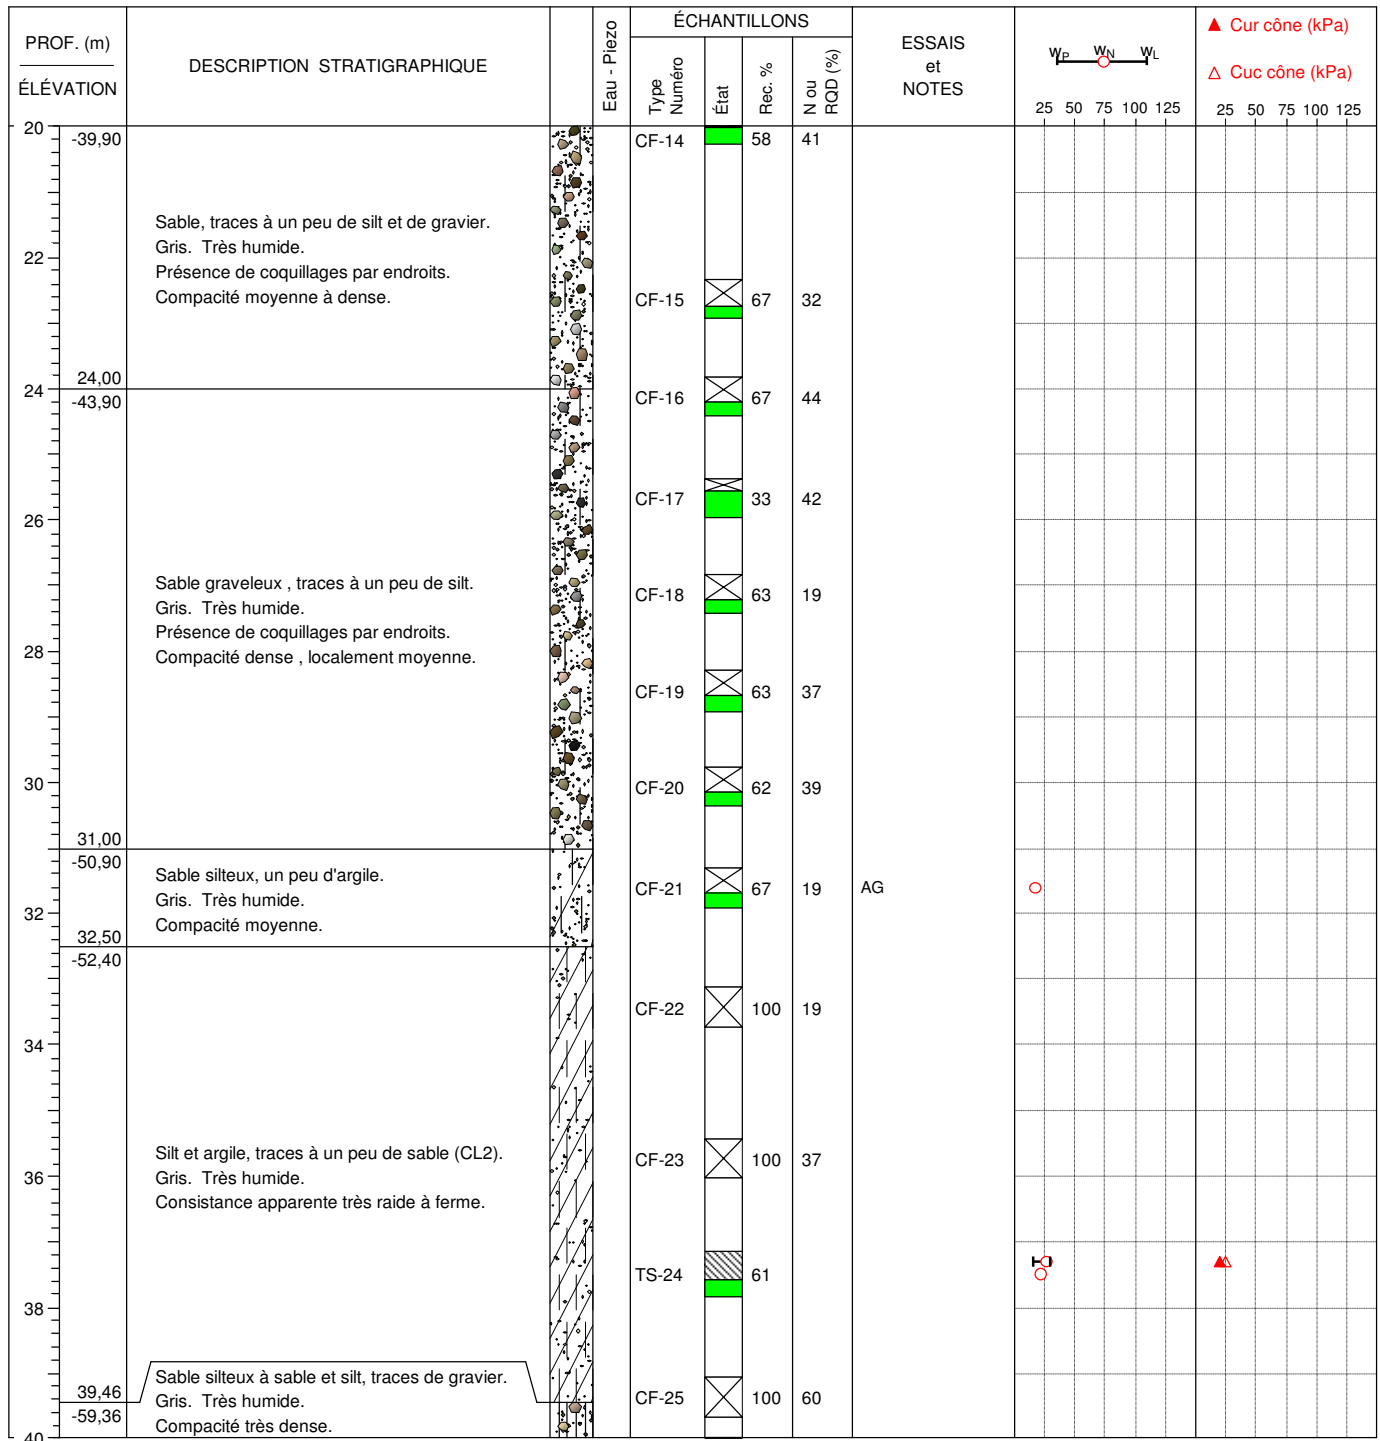 PROF. (m)
ÉLÉVATION
DESCRIPTION STRATIGRAPHIQUE
Eau - Piezo
ÉCHANTILLONS
Type
Numéro
État
Rec. %
N ou
RQD (%)
ESSAIS
et
NOTES
WP WN WL
25 50 75 100 125
Cur cône (kPa)
Cuc cône (kPa)
25 50 75 100 125
20
-39,90
CF-14 58 41
Sable, traces à un peu de silt et de gravier.
Gris. Très humide.
22
Présence de coquillages par endroits.
Compacité moyenne à dense.
CF-15 67 32
24,00
24
-43,90
CF-16 67 44
CF-17 33 42
26
Sable graveleux , traces à un peu de silt.
CF-18 63 19
Gris. Très humide.
Présence de coquillages par endroits.
28
Compacité dense , localement moyenne.
CF-19 63 37
30
CF-20 62 39
31,00
-50,90
Sable silteux, un peu d'argile.
CF-21 67 19 AG
Gris. Très humide.
32
Compacité moyenne.
32,50
-52,40
CF-22 100 19
34
Silt et argile, traces à un peu de sable (CL2).
CF-23 100 37
36
Gris. Très humide.
Consistance apparente très raide à ferme.
TS-24 61
38
Sable silteux à sable et silt, traces de gravier.
39,46
Gris. Très humide.
CF-25 100 60
-59,36
Compacité très dense.
40